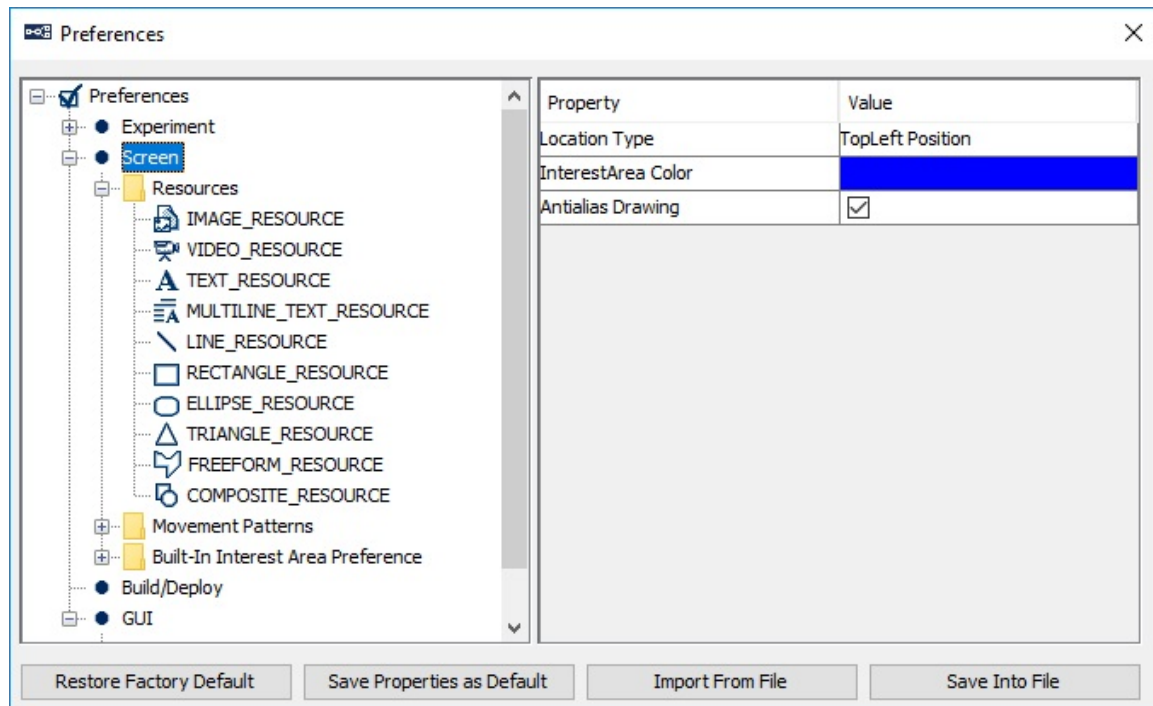 Preferences
Preferences
Experiment
Screen
Resources
IMAGE_RESOURCE
VIDEO_RESOURCE
TEXT_RESOURCE
MULTILINE_TEXT_RESOURCE
LINE_RESOURCE
RECTANGLE_RESOURCE
ELLIPSE_RESOURCE
TRIANGLE_RESOURCE
FREEFORM_RESOURCE
COMPOSITE_RESOURCE
Movement Patterns
Built-In Interest Area Preference
Build/Deploy
GUI
Property Value
Location Type TopLeft Position
InterestArea Color
Antialias Drawing
Restore Factory Default Save Properties as Default Import From File Save Into File